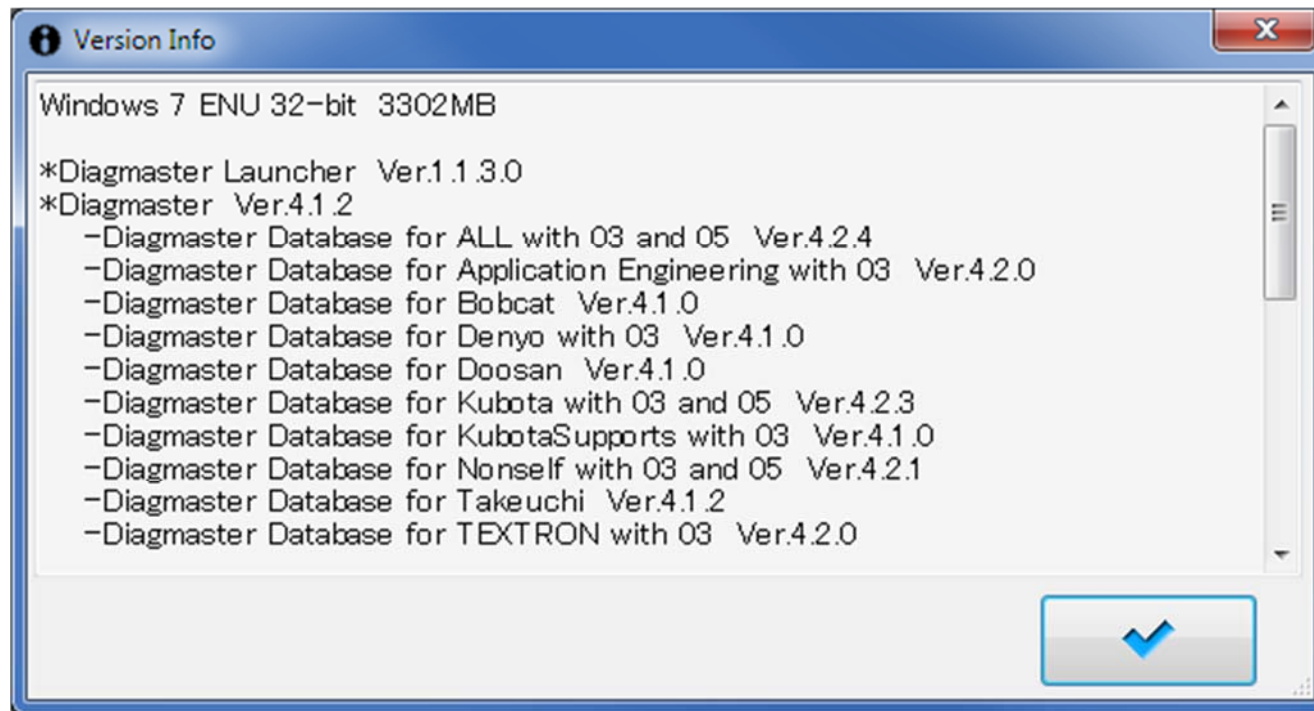 Version Info
Windows 7 ENU 32-bit 3302MB
*Diagmaster Launcher Ver.1.1.3.0
*Diagmaster Ver.4.1.2
-Diagmaster Database for ALL with 03 and 05 Ver.4.2.4
-Diagmaster Database for Application Engineering with 03 Ver.4.2.0
-Diagmaster Database for Bobcat Ver.4.1.0
-Diagmaster Database for Denyo with 03 Ver.4.1.0
-Diagmaster Database for Doosan Ver.4.1.0
-Diagmaster Database for Kubota with 03 and 05 Ver.4.2.3
-Diagmaster Database for KubotaSupports with 03 Ver.4.1.0
-Diagmaster Database for Nonself with 03 and 05 Ver.4.2.1
-Diagmaster Database for Takeuchi Ver.4.1.2
-Diagmaster Database for TEXTRON with 03 Ver.4.2.0